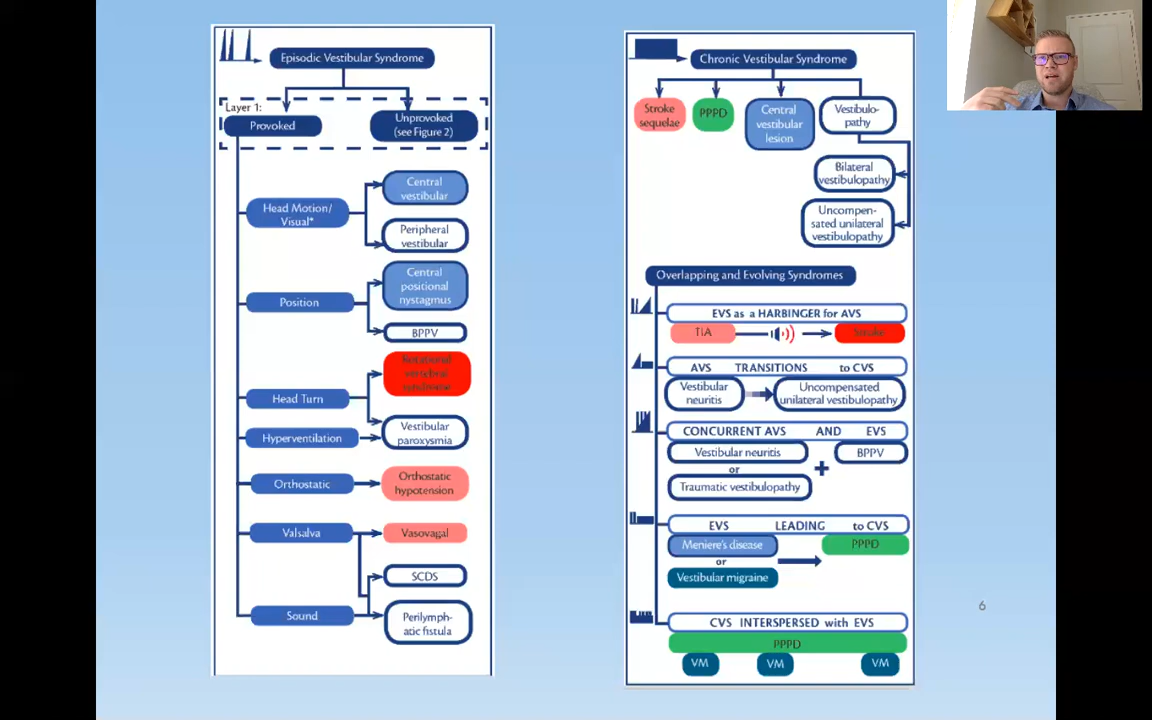 Episodic Vestibular Syndrome
Layer 1:
Provoked
Unprovoked
(see Figure 2)
Head Motion/
Visual*
Central
vestibular
Peripheral
vestibular
Position
Central
positional
nystagmus
BPPV
Head Turn
Rotational
vertebral
syndrome
Hyperventilation
Vestibular
paroxysmia
Orthostatic
Orthostatic
hypotension
Valsalva
Vasovagal
SCDS
Sound
Perilymph-
atic fistula
Chronic Vestibular Syndrome
Stroke
sequelae
PPPD
Central
vestibular
lesion
Vestibulo-
pathy
Bilateral
vestibulopathy
Uncompen-
sated unilateral
vestibulopathy
Overlapping and Evolving Syndromes
EVS as a HARBINGER for AVS
TIA
Stroke
AVS TRANSITIONS to CVS
Vestibular
neuritis
Uncompensated
unilateral vestibulopathy
CONCURRENT AVS AND EVS
Vestibular neuritis
or
Traumatic vestibulopathy
+
BPPV
EVS LEADING to CVS
Meniere's disease
or
Vestibular migraine
PPPD
CVS INTERSPERSED with EVS
PPPD
VM VM VM
6